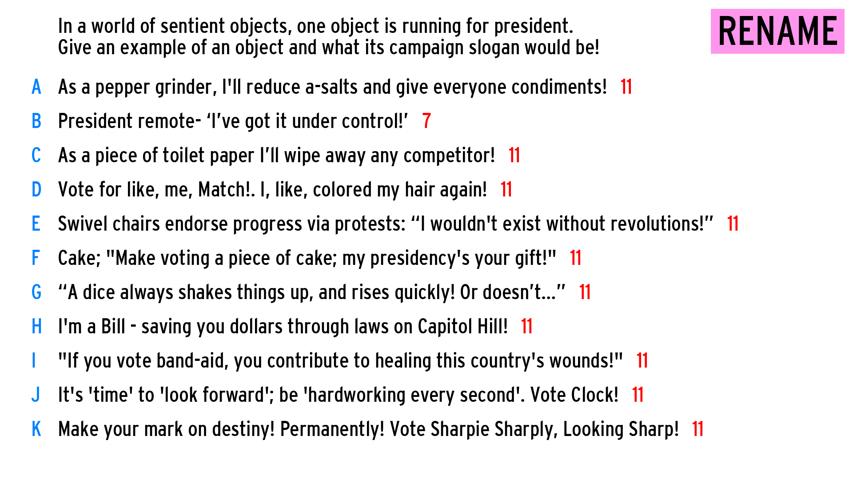 In a world of sentient objects, one object is running for president.
Give an example of an object and what its campaign slogan would be!
RENAME
A As a pepper grinder, I'll reduce a-salts and give everyone condiments! 11
B President remote- ‘I’ve got it under control!’ 7
C As a piece of toilet paper I’ll wipe away any competitor! 11
D Vote for like, me, Match!. I, like, colored my hair again! 11
E Swivel chairs endorse progress via protests: “I wouldn't exist without revolutions!” 11
F Cake; "Make voting a piece of cake; my presidency's your gift!" 11
G “A dice always shakes things up, and rises quickly! Or doesn’t...” 11
H I'm a Bill - saving you dollars through laws on Capitol Hill! 11
I "If you vote band-aid, you contribute to healing this country's wounds!" 11
J It's 'time' to 'look forward'; be 'hardworking every second'. Vote Clock! 11
K Make your mark on destiny! Permanently! Vote Sharpie Sharply, Looking Sharp! 11